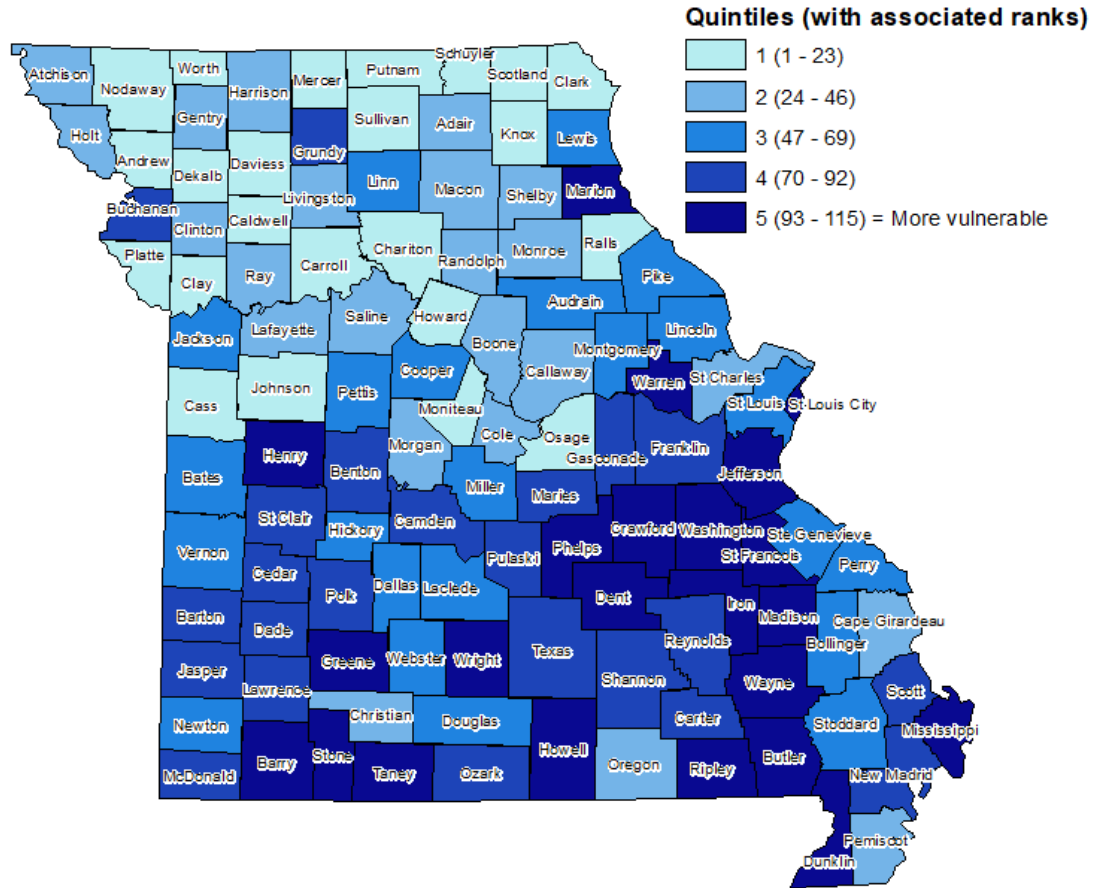 Quintiles (with associated ranks)
1 (1 - 23)
2 (24 - 46)
3 (47 - 69)
4 (70 - 92)
5 (93 - 115) = More vulnerable
Atchison
Nodaway
Worth
Harrison
Mercer
Putnam
Schuyler
Scotland
Clark
Holt
Gentry
Sullivan
Adair
Knox
Lewis
Andrew
Dekalb
Daviess
Grundy
Linn
Macon
Shelby
Marion
Buchanan
Clinton
Caldwell
Livingston
Chariton
Randolph
Monroe
Ralls
Platte
Clay
Ray
Carroll
Pike
Jackson
Lafayette
Saline
Howard
Boone
Audrain
Callaway
Montgomery
Lincoln
Cass
Johnson
Pettis
Cooper
Moniteau
Cole
Osage
Gasconade
Warren
St Charles
St Louis
St Louis City
Franklin
Jefferson
Bates
Henry
Benton
Morgan
Miller
Maries
Vernon
St Clair
Hickory
Camden
Pulaski
Phelps
Crawford
Washington
St Francois
Ste Genevieve
Perry
Barton
Cedar
Polk
Dallas
Laclede
Dent
Iron
Madison
Bollinger
Cape Girardeau
Jasper
Dade
Greene
Webster
Wright
Texas
Shannon
Reynolds
Wayne
Scott
Newton
Lawrence
Christian
Douglas
Howell
Carter
Butler
Stoddard
Mississippi
McDonald
Barry
Stone
Taney
Ozark
Oregon
Ripley
New Madrid
Dunklin
Pemiscot